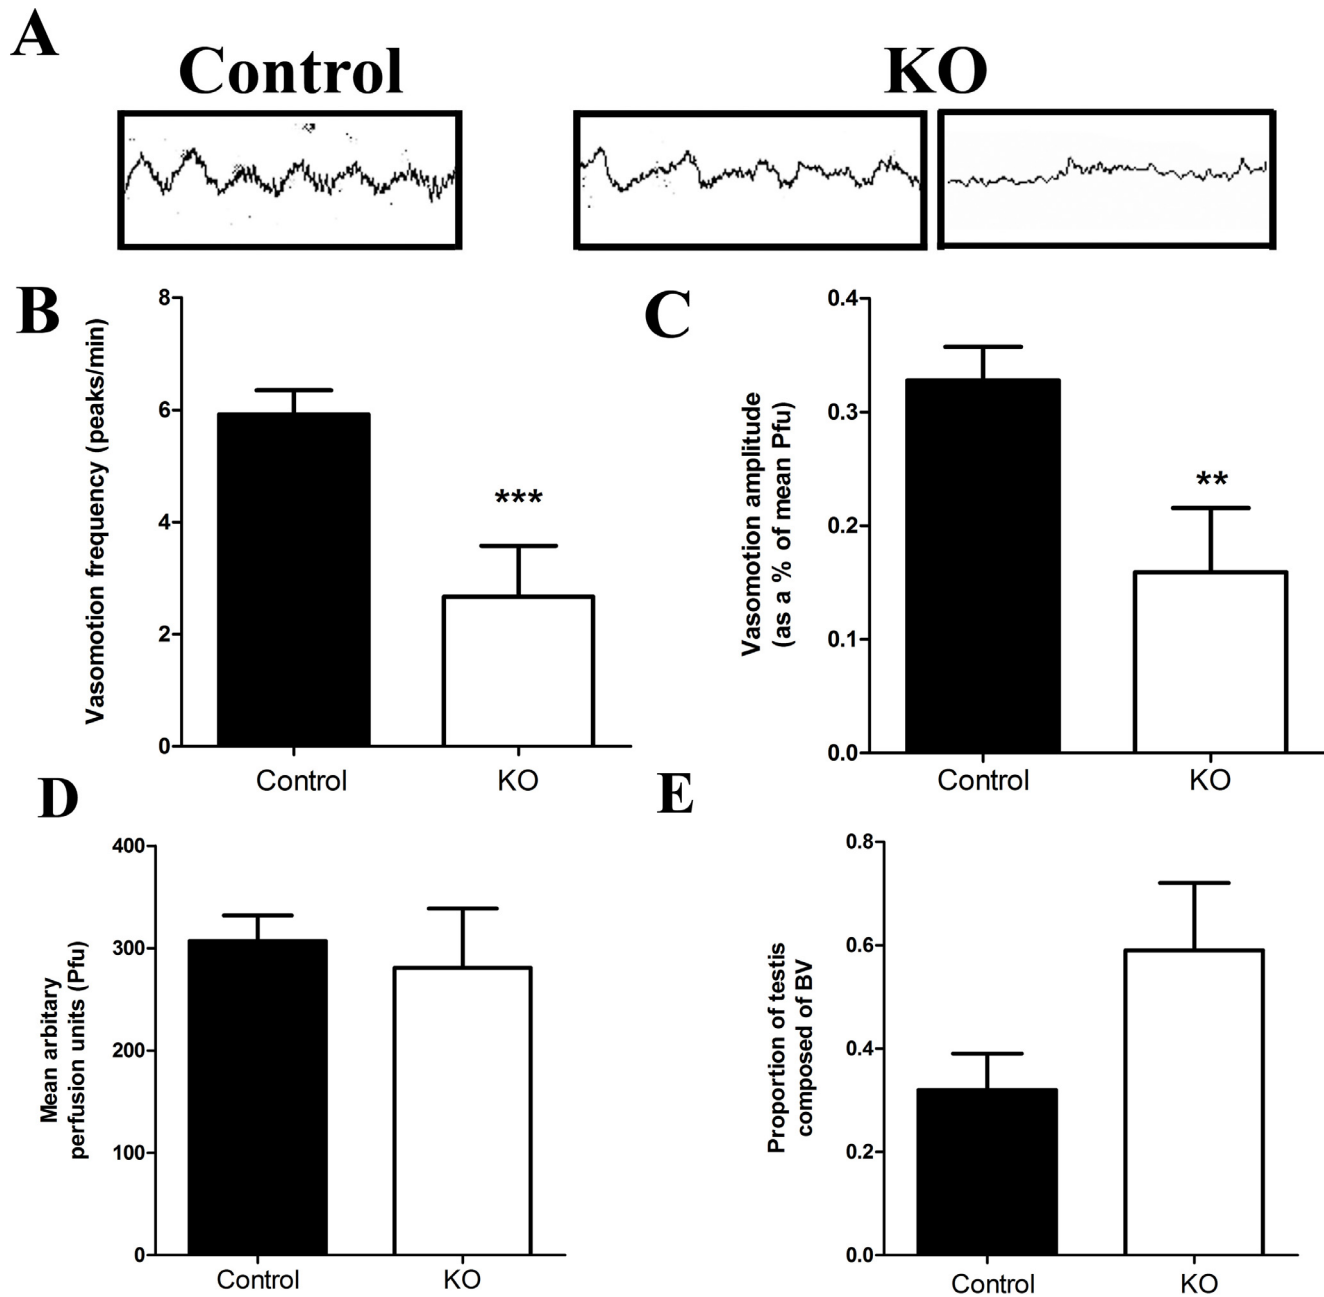 A
Control
KO
B
Vasomotion frequency (peaks/min)
8
6
4
2
0
***
Control
KO
C
Vasomotion amplitude
(as a % of mean Pfu)
0.4
0.3
0.2
0.1
0.0
**
Control
KO
D
Mean arbitary
perfusion units (Pfu)
400
300
200
100
0
Control
KO
E
Proportion of testis
composed of BV
0.8
0.6
0.4
0.2
0.0
Control
KO